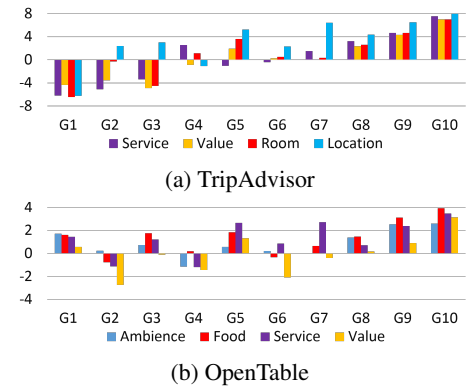 8
4
0
-4
-8
G1 G2 G3 G4 G5 G6 G7 G8 G9 G10
Service Value Room Location
(a) TripAdvisor
4
2
0
-2
-4
G1 G2 G3 G4 G5 G6 G7 G8 G9 G10
Ambience Food Service Value
(b) OpenTable